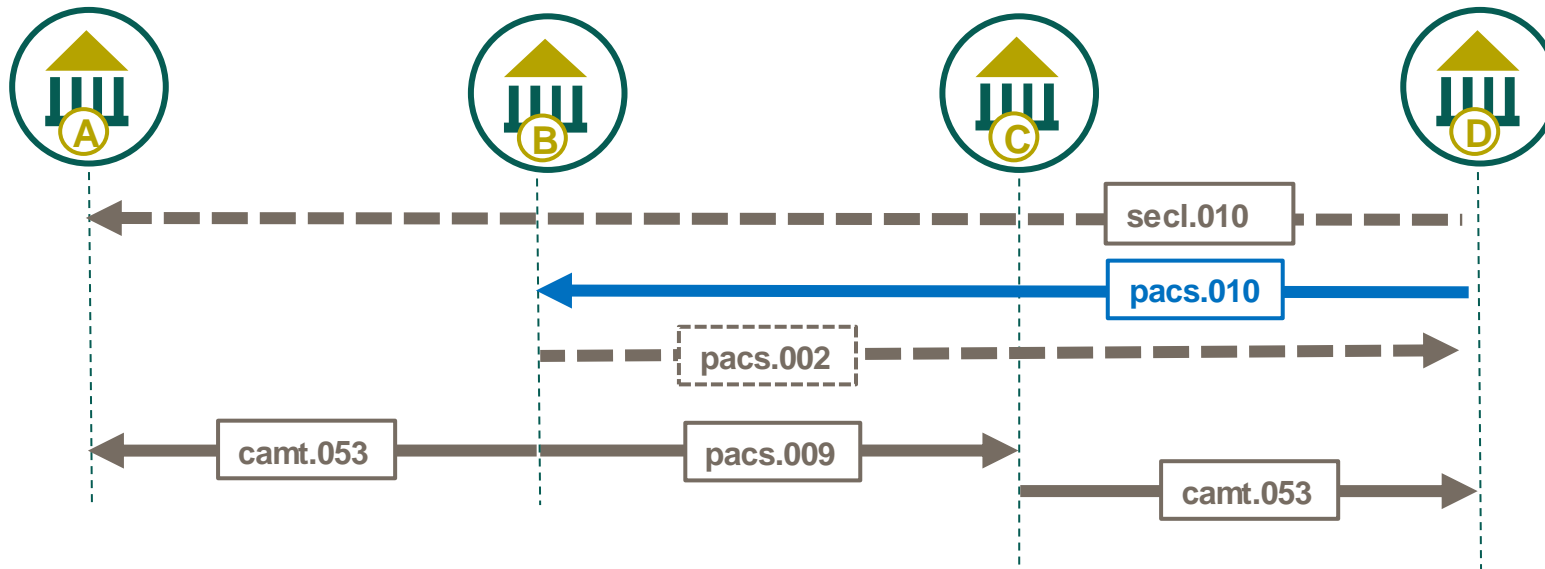 A
B
C
D
secl.010
pacs.010
pacs.002
camt.053
pacs.009
camt.053